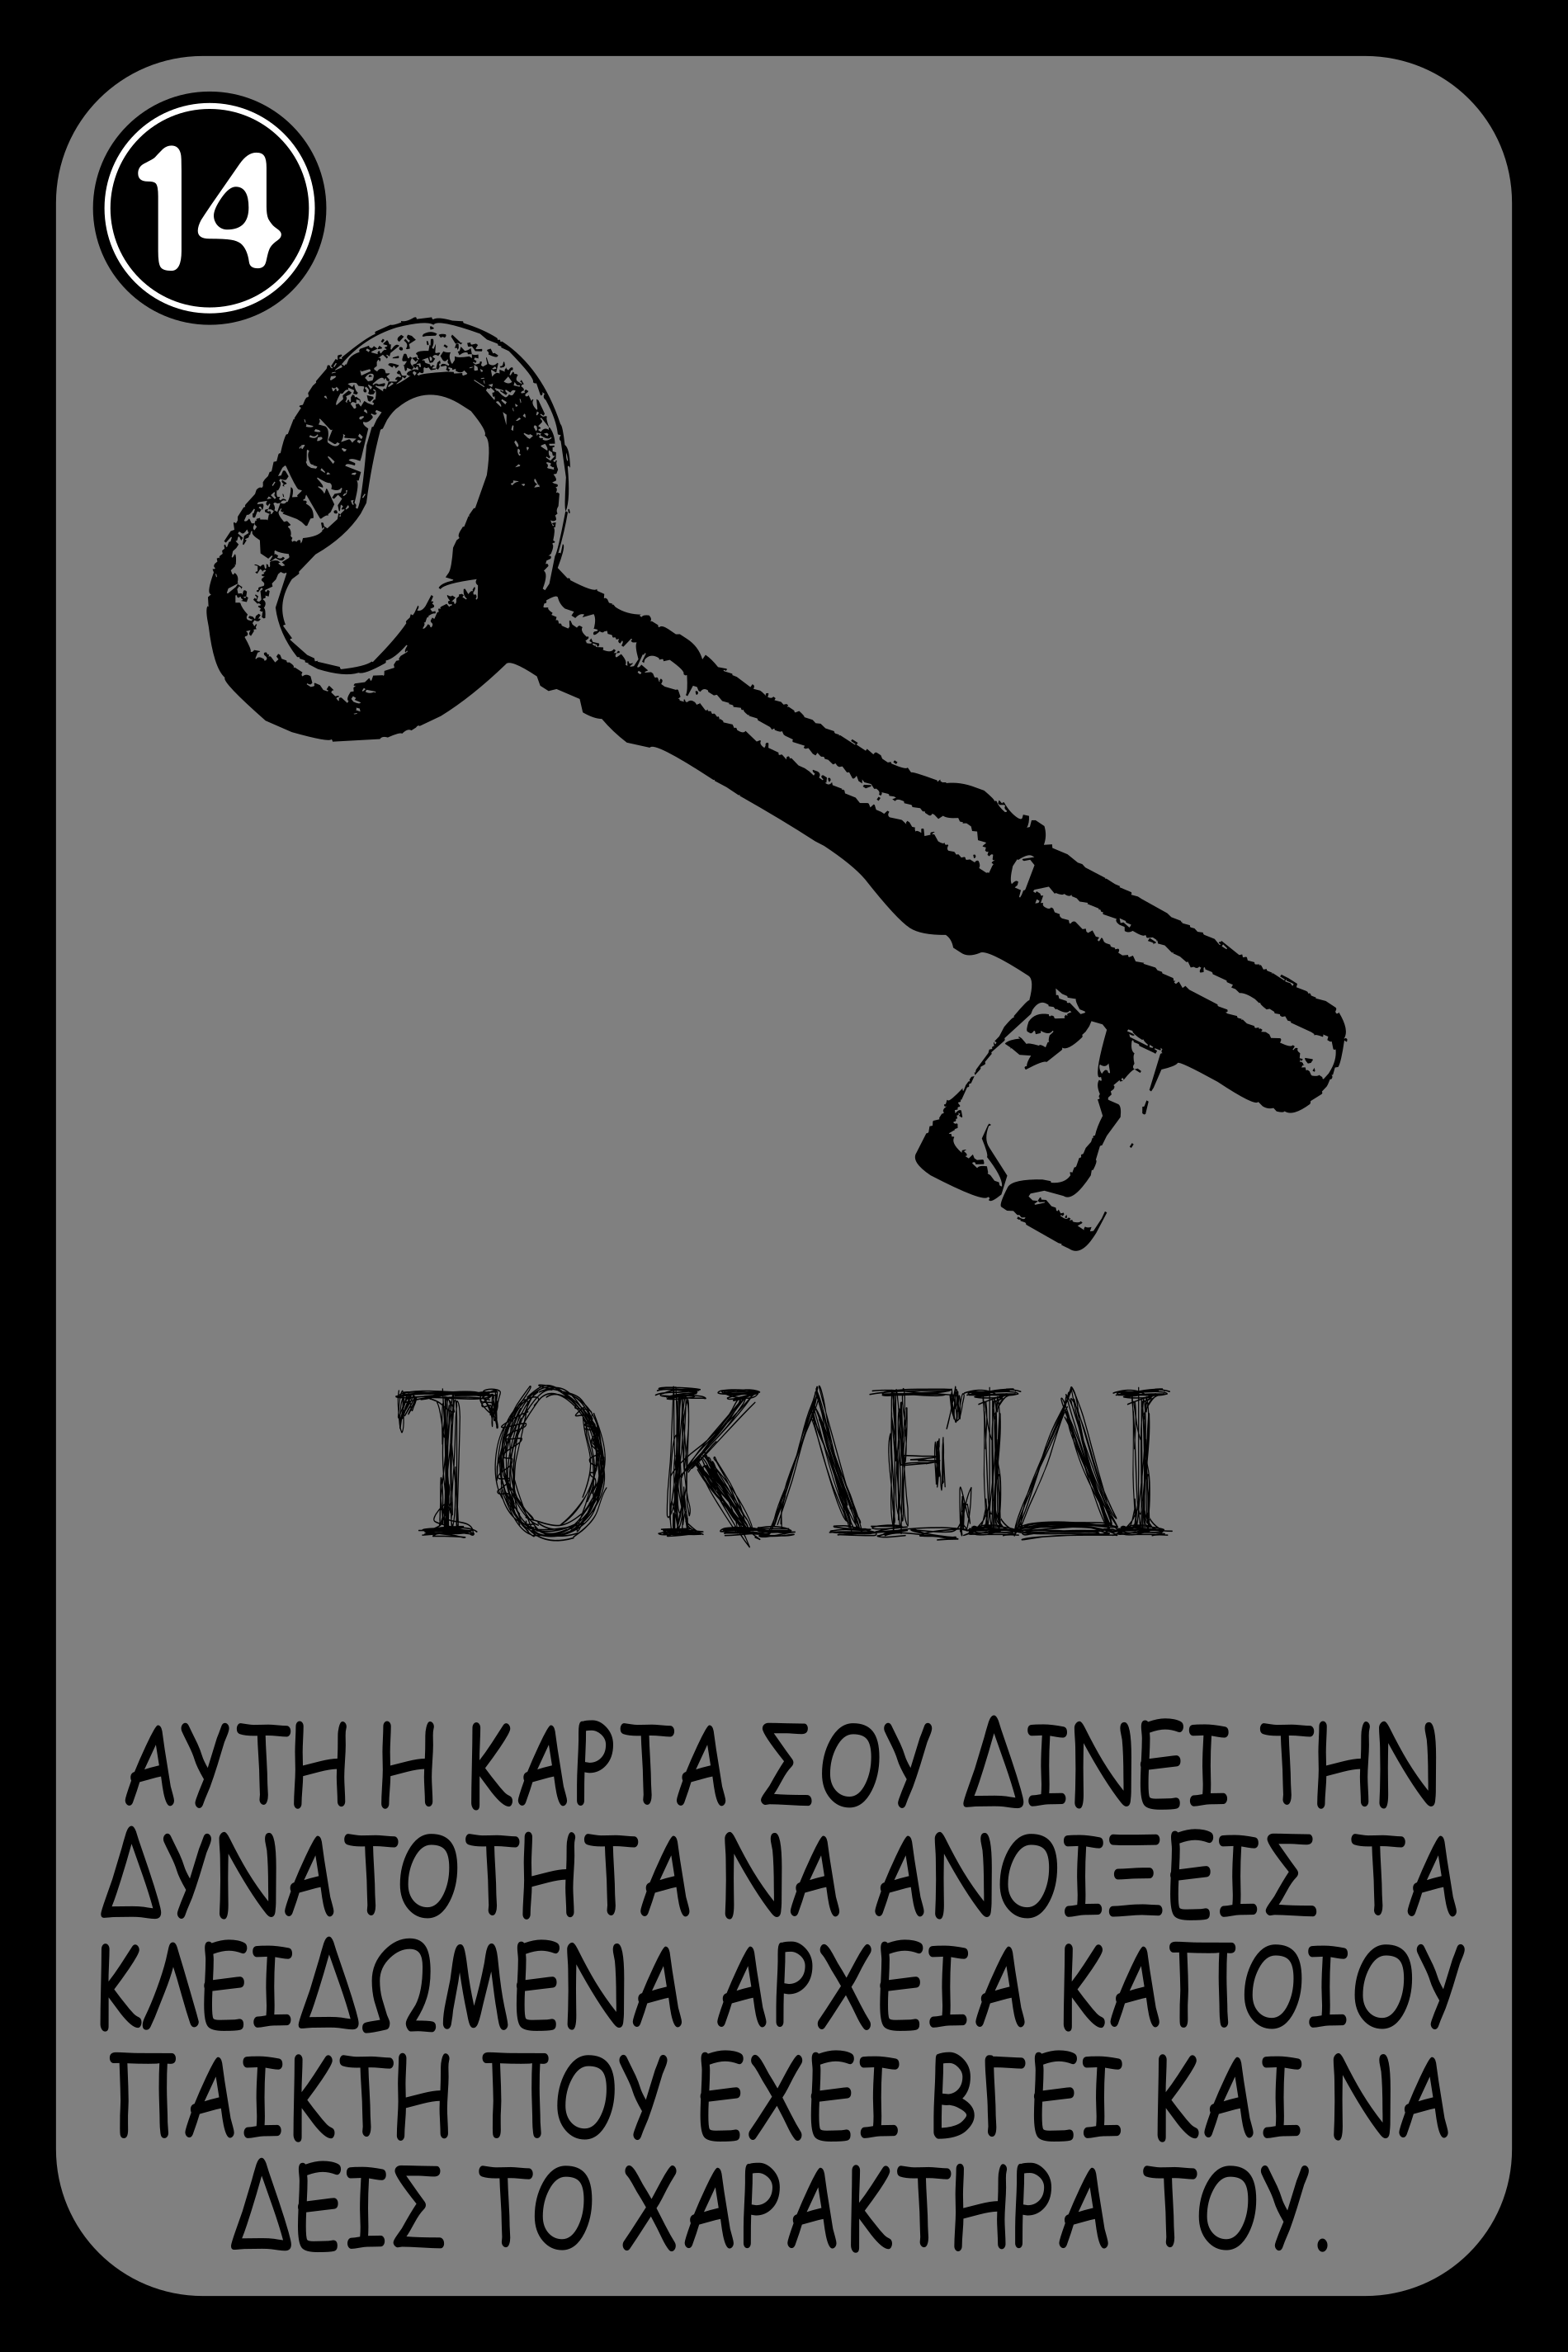 14
ΤΟ ΚΛΕΙΔΙ
ΑΥΤΗ Η ΚΑΡΤΑ ΣΟΥ ΔΙΝΕΙ ΤΗΝ
ΔΥΝΑΤΟΤΗΤΑ ΝΑ ΑΝΟΙΞΕΙΣ ΤΑ
ΚΛΕΙΔΩΜΕΝΑ ΑΡΧΕΙΑ ΚΑΠΟΙΟΥ
ΠΑΙΚΤΗ ΠΟΥ ΕΧΕΙ ΒΓΕΙ ΚΑΙ ΝΑ
ΔΕΙΣ ΤΟ ΧΑΡΑΚΤΗΡΑ ΤΟΥ.